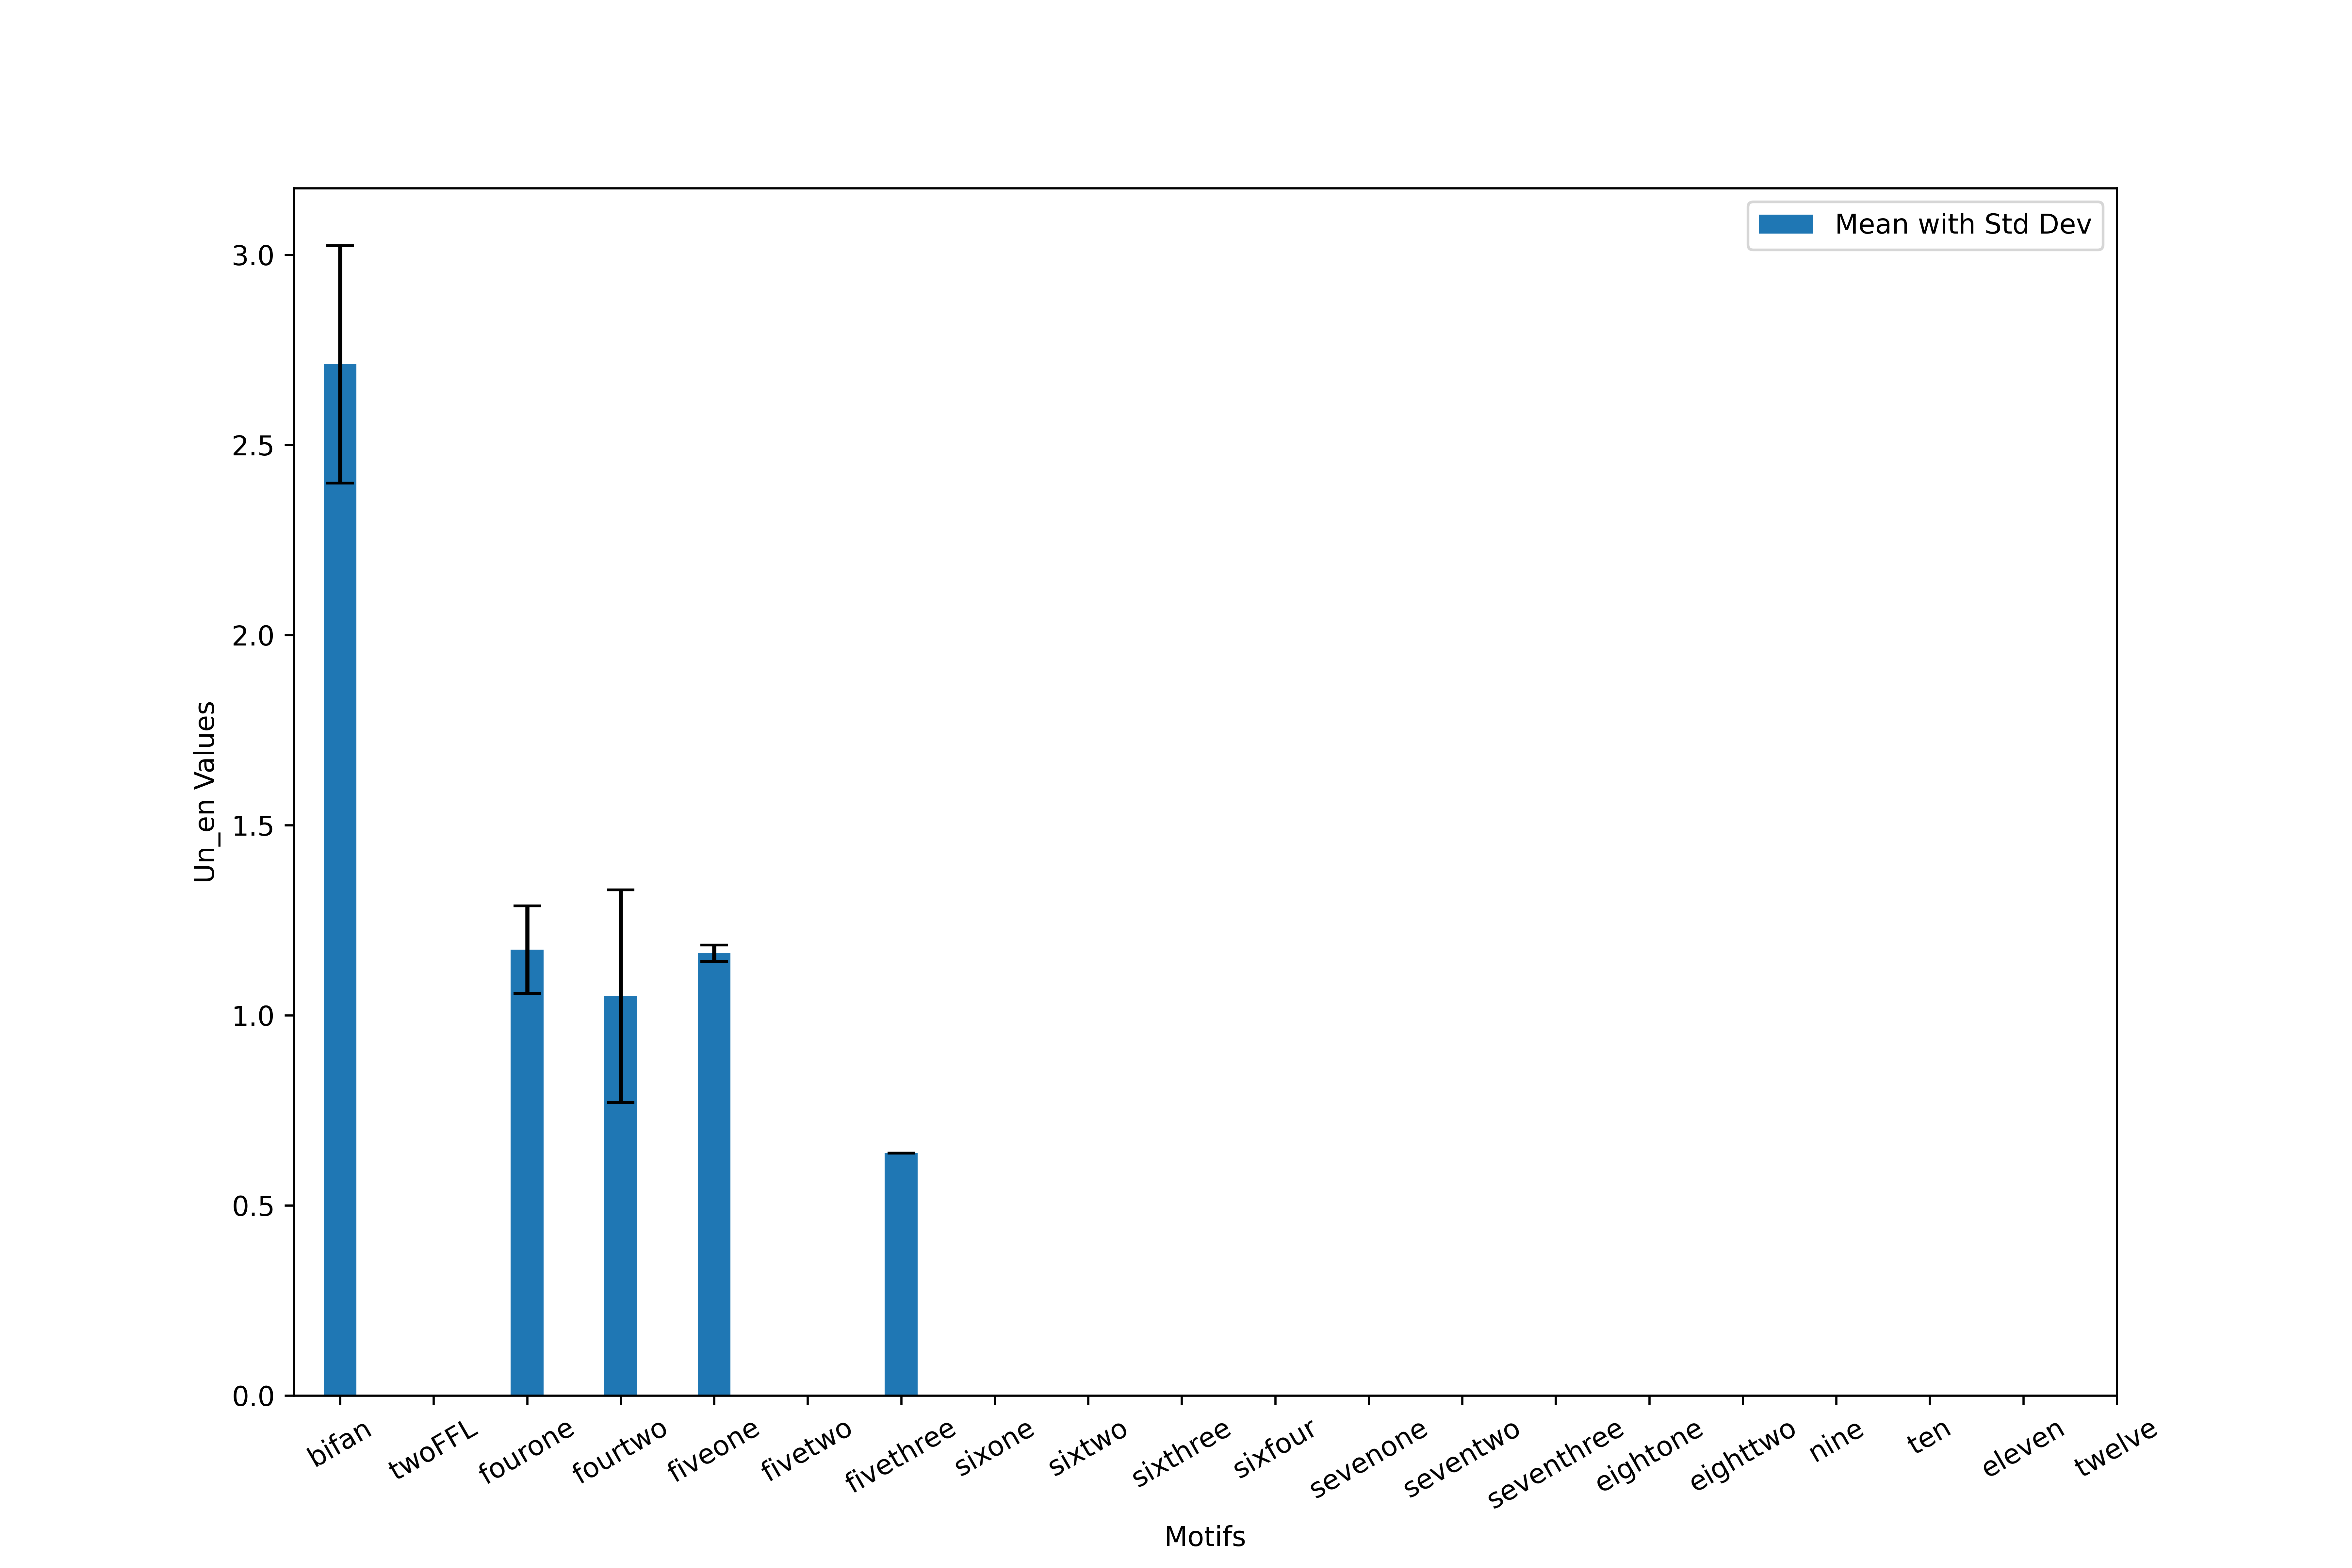 Mean with Std Dev
3.0
2.5
2.0
1.5
1.0
0.5
0.0
Un_en Values
bifan
twoFFL
fourone
fourtwo
fiveone
fivetwo
fivethree
sixone
sixtwo
sixthree
sixfour
sevenone
seventwo
seventhree
eightone
eighttwo
nine
ten
eleven
twelve
Motifs